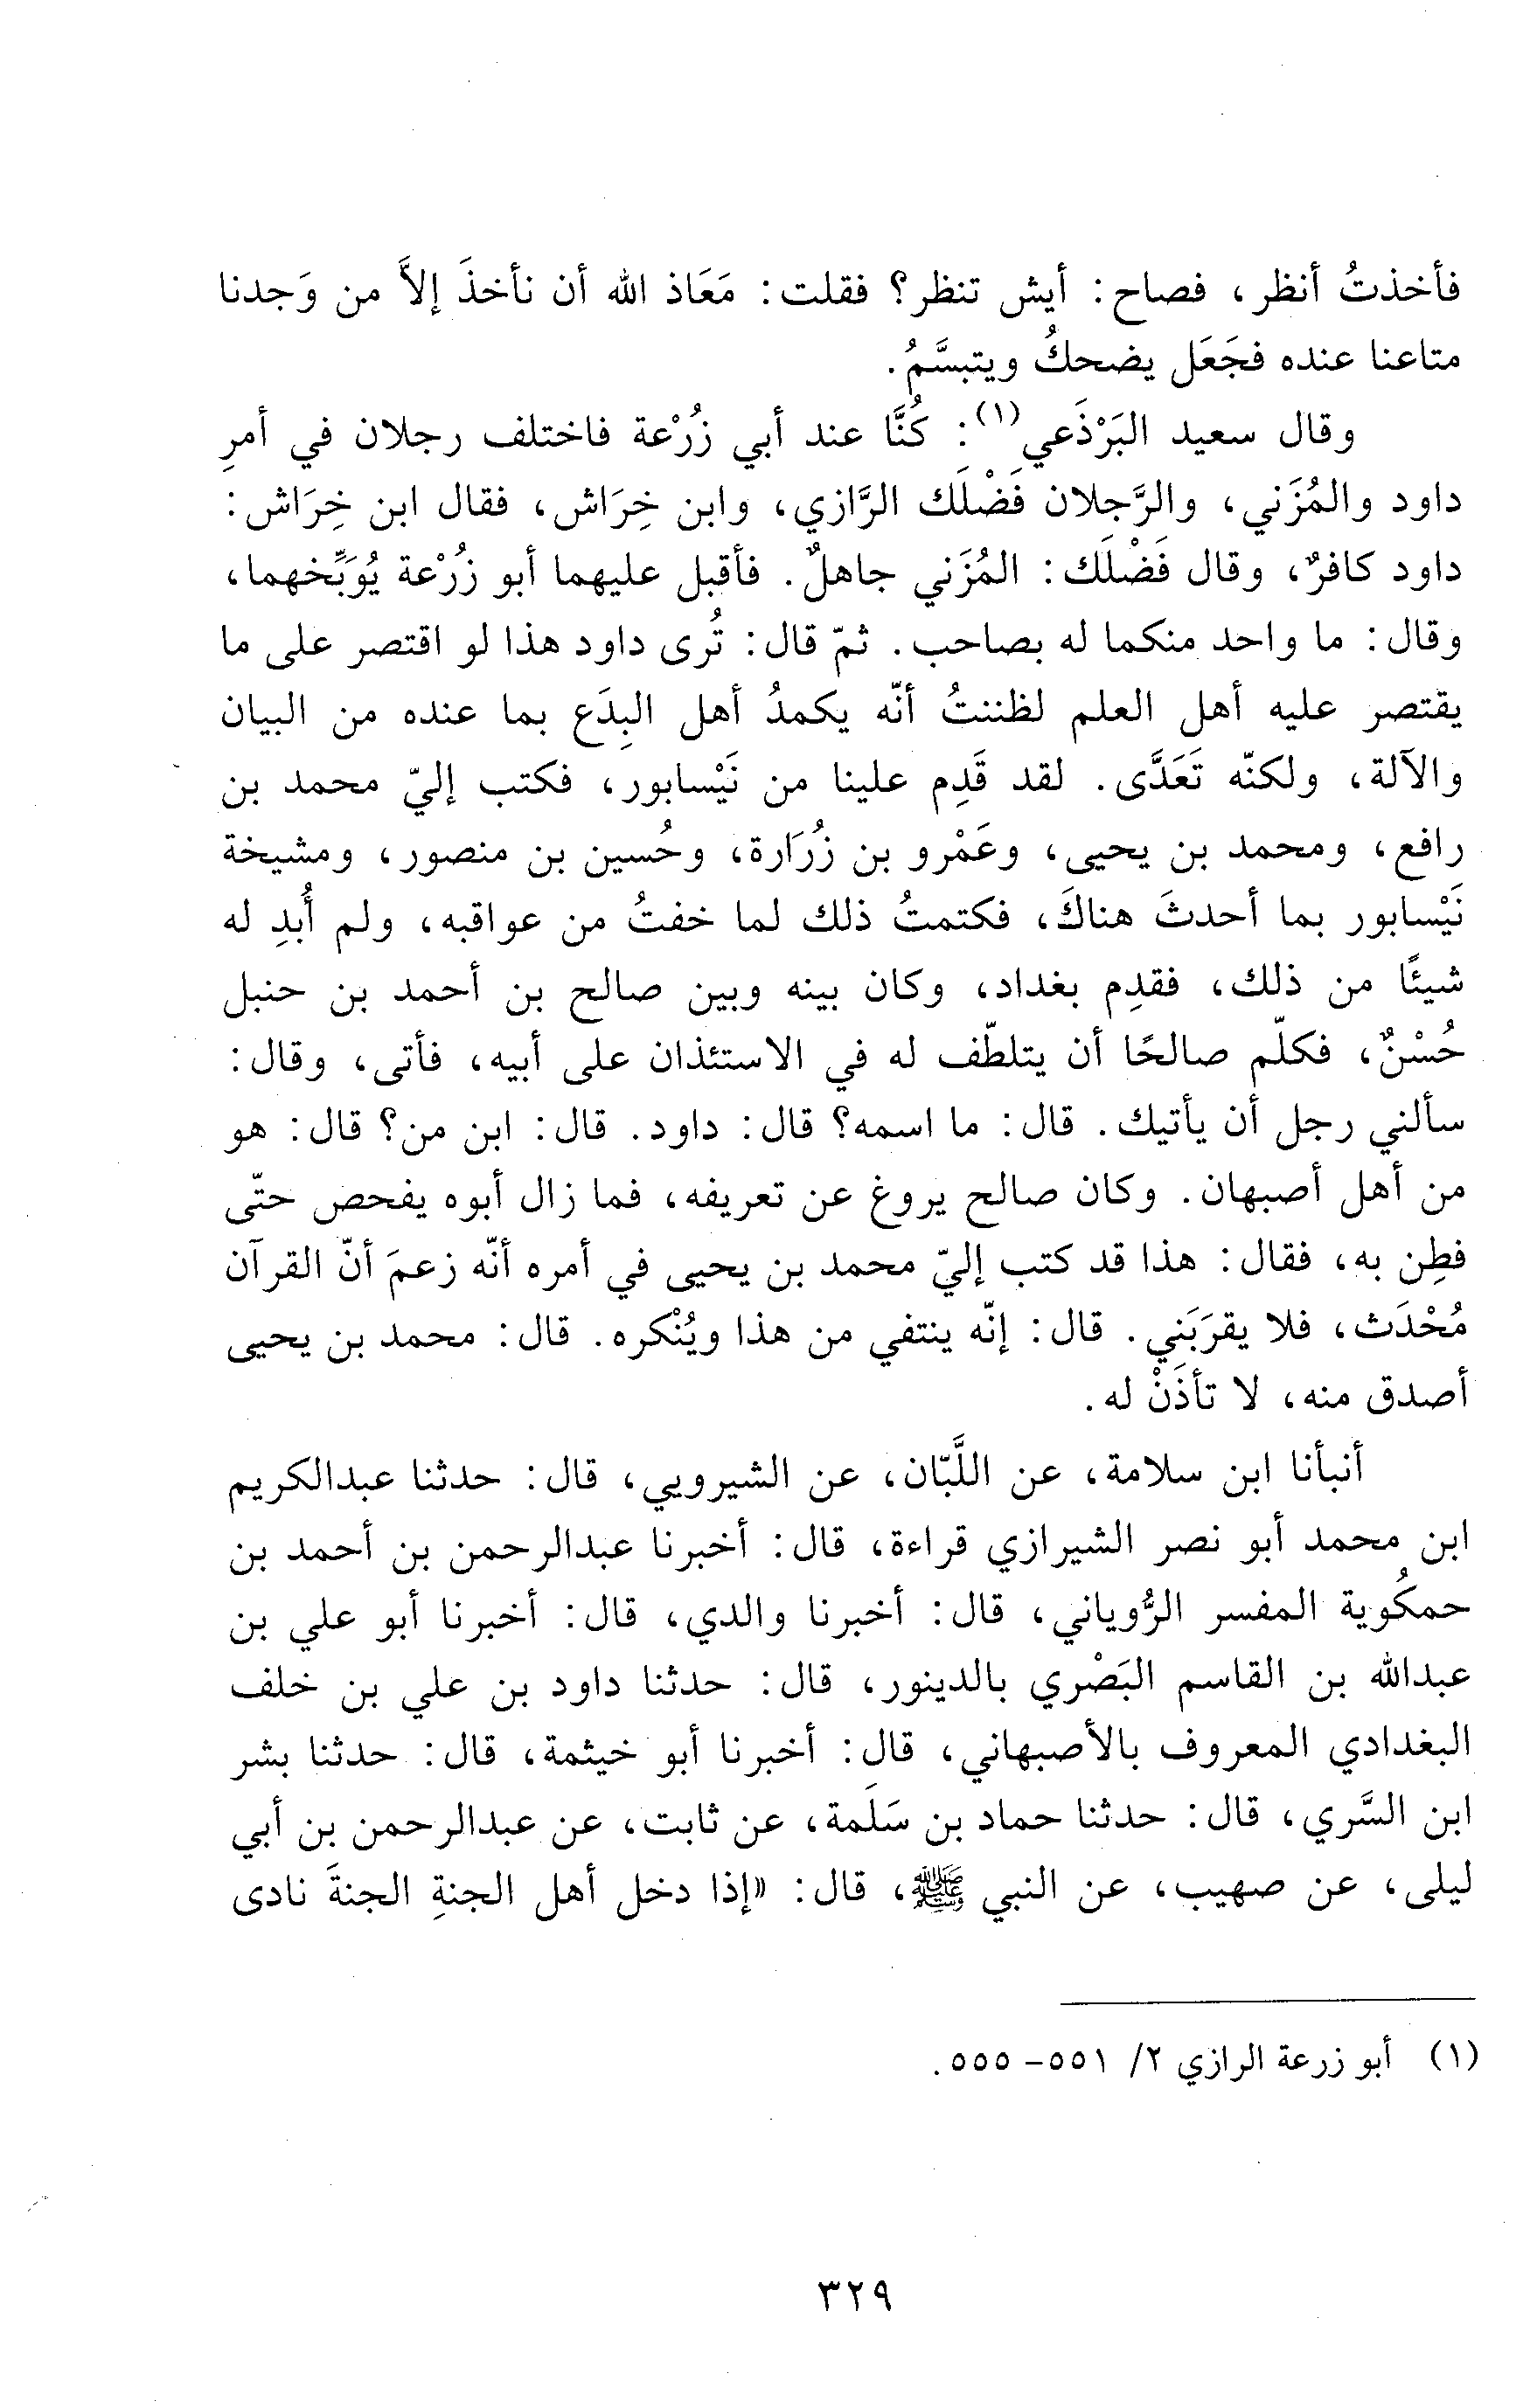 فأخذتُ أنظر، فصاح: أيش تنظر؟ فقلت: مَعَاذ الله أن نأخذَ إلاَّ من وَجدنا
متاعنا عنده فجَعَل يضحكُ ويتبسَّمُ.
وقال سعيد البَرْذَعي(١): كُنَّا عند أبي زُرْعة فاختلف رجلان في أمرِ
داود والمُزَني، والرَّجلان فَضْلَك الرَّازي، وابن خِرَاش، فقال ابن خِرَاش:
داود كافرٌ، وقال فَضْلَك: المُزَني جاهلٌ. فأقبل عليهما أبو زُرْعة يُوَبِّخهما،
وقال: ما واحد منكما له بصاحب. ثمّ قال: تُرى داود هذا لو اقتصر على ما
يقتصر عليه أهل العلم لظننتُ أنّه يكمدُ أهل البِدَع بما عنده من البيان
والآلة، ولكنّه تَعَدَّى. لقد قَدِم علينا من نَيْسابور، فكتب إليّ محمد بن
رافع، ومحمد بن يحيى، وعَمْرو بن زُرَارة، وحُسين بن منصور، ومشيخة
نَيْسابور بما أحدثَ هناكَ، فكتمتُ ذلك لما خفتُ من عواقبه، ولم أُبدِ له
شيئًا من ذلك، فقدِم بغداد، وكان بينه وبين صالح بن أحمد بن حنبل
حُسْنٌ، فكلّم صالحًا أن يتلطّف له في الاستئذان على أبيه، فأتى، وقال:
سألني رجل أن يأتيك. قال: ما اسمه؟ قال: داود. قال: ابن من؟ قال: هو
من أهل أصبهان. وكان صالح يروغ عن تعريفه، فما زال أبوه يفحص حتّى
فطِن به، فقال: هذا قد كتب إليّ محمد بن يحيى في أمره أنّه زعمَ أنّ القرآن
مُحْدَث، فلا يقرَبَني. قال: إنّه ينتفي من هذا ويُنْكره. قال: محمد بن يحيى
أصدق منه، لا تأذَنْ له.
أنبأنا ابن سلامة، عن اللَّبّان، عن الشيرويي، قال: حدثنا عبدالكريم
ابن محمد أبو نصر الشيرازي قراءة، قال: أخبرنا عبدالرحمن بن أحمد بن
حمكُوية المفسر الرُّوياني، قال: أخبرنا والدي، قال: أخبرنا أبو علي بن
عبدالله بن القاسم البَصْري بالدينور، قال: حدثنا داود بن علي بن خلف
البغدادي المعروف بالأصبهاني، قال: أخبرنا أبو خيثمة، قال: حدثنا بشر
ابن السَّري، قال: حدثنا حماد بن سَلَمة، عن ثابت، عن عبدالرحمن بن أبي
ليلى، عن صهيب، عن النبي ﷺ، قال: «إذا دخل أهل الجنةِ الجنةَ نادى
(١) أبو زرعة الرازي ٢/ ٥٥١- ٥٥٥.
٣٢٩